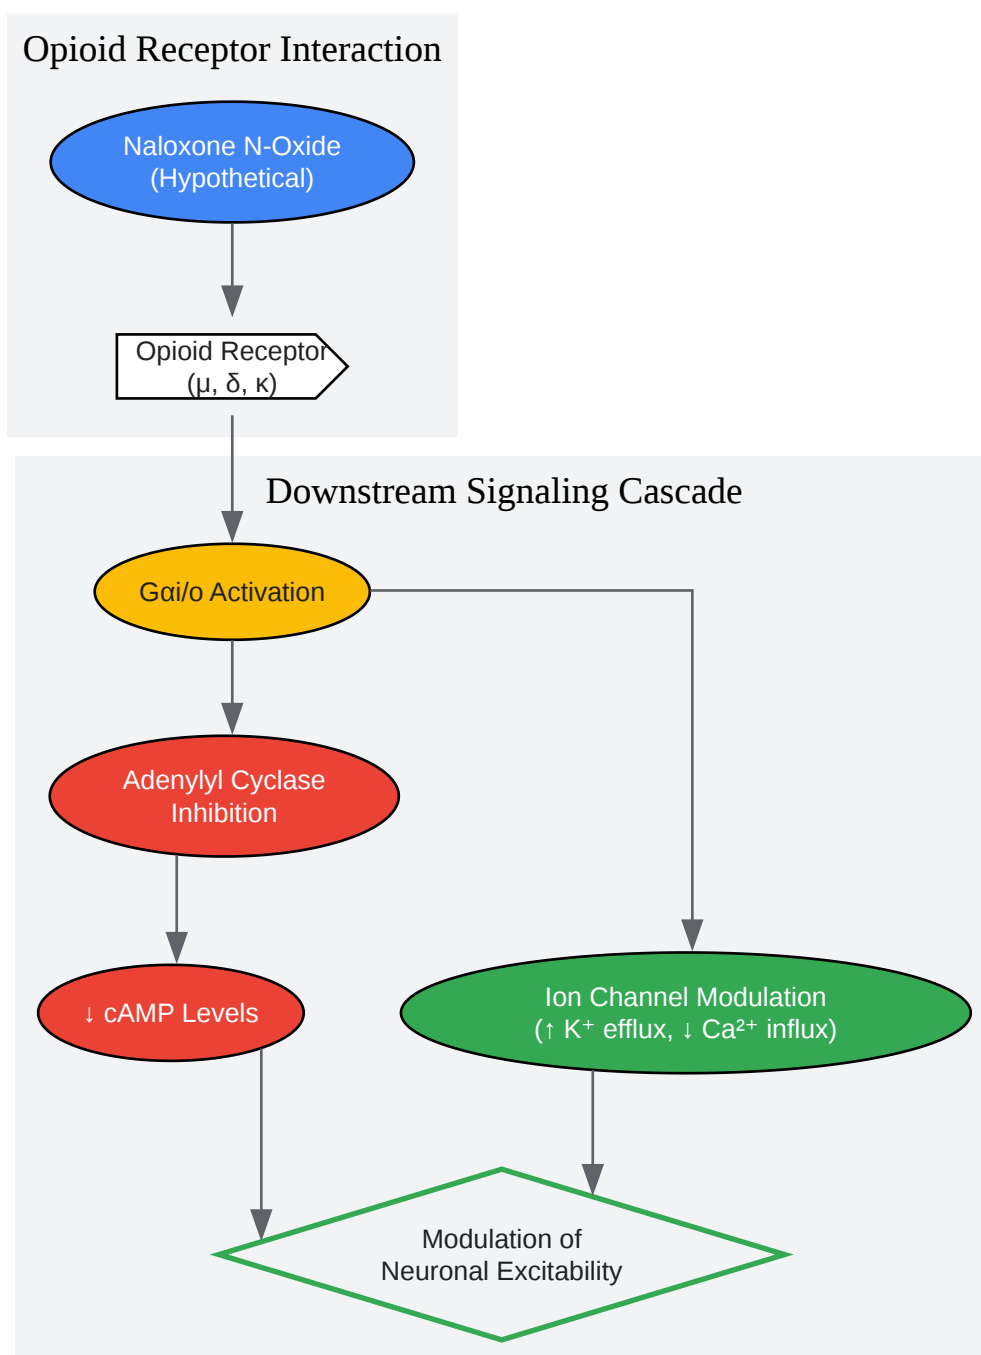 Opioid Receptor Interaction
Naloxone N-Oxide
(Hypothetical)
Opioid Receptor
(μ, δ, κ)
Downstream Signaling Cascade
Gαi/o Activation
Adenylyl Cyclase
Inhibition
↓ cAMP Levels
Ion Channel Modulation
(↑ K⁺ efflux, ↓ Ca²⁺ influx)
Modulation of
Neuronal Excitability